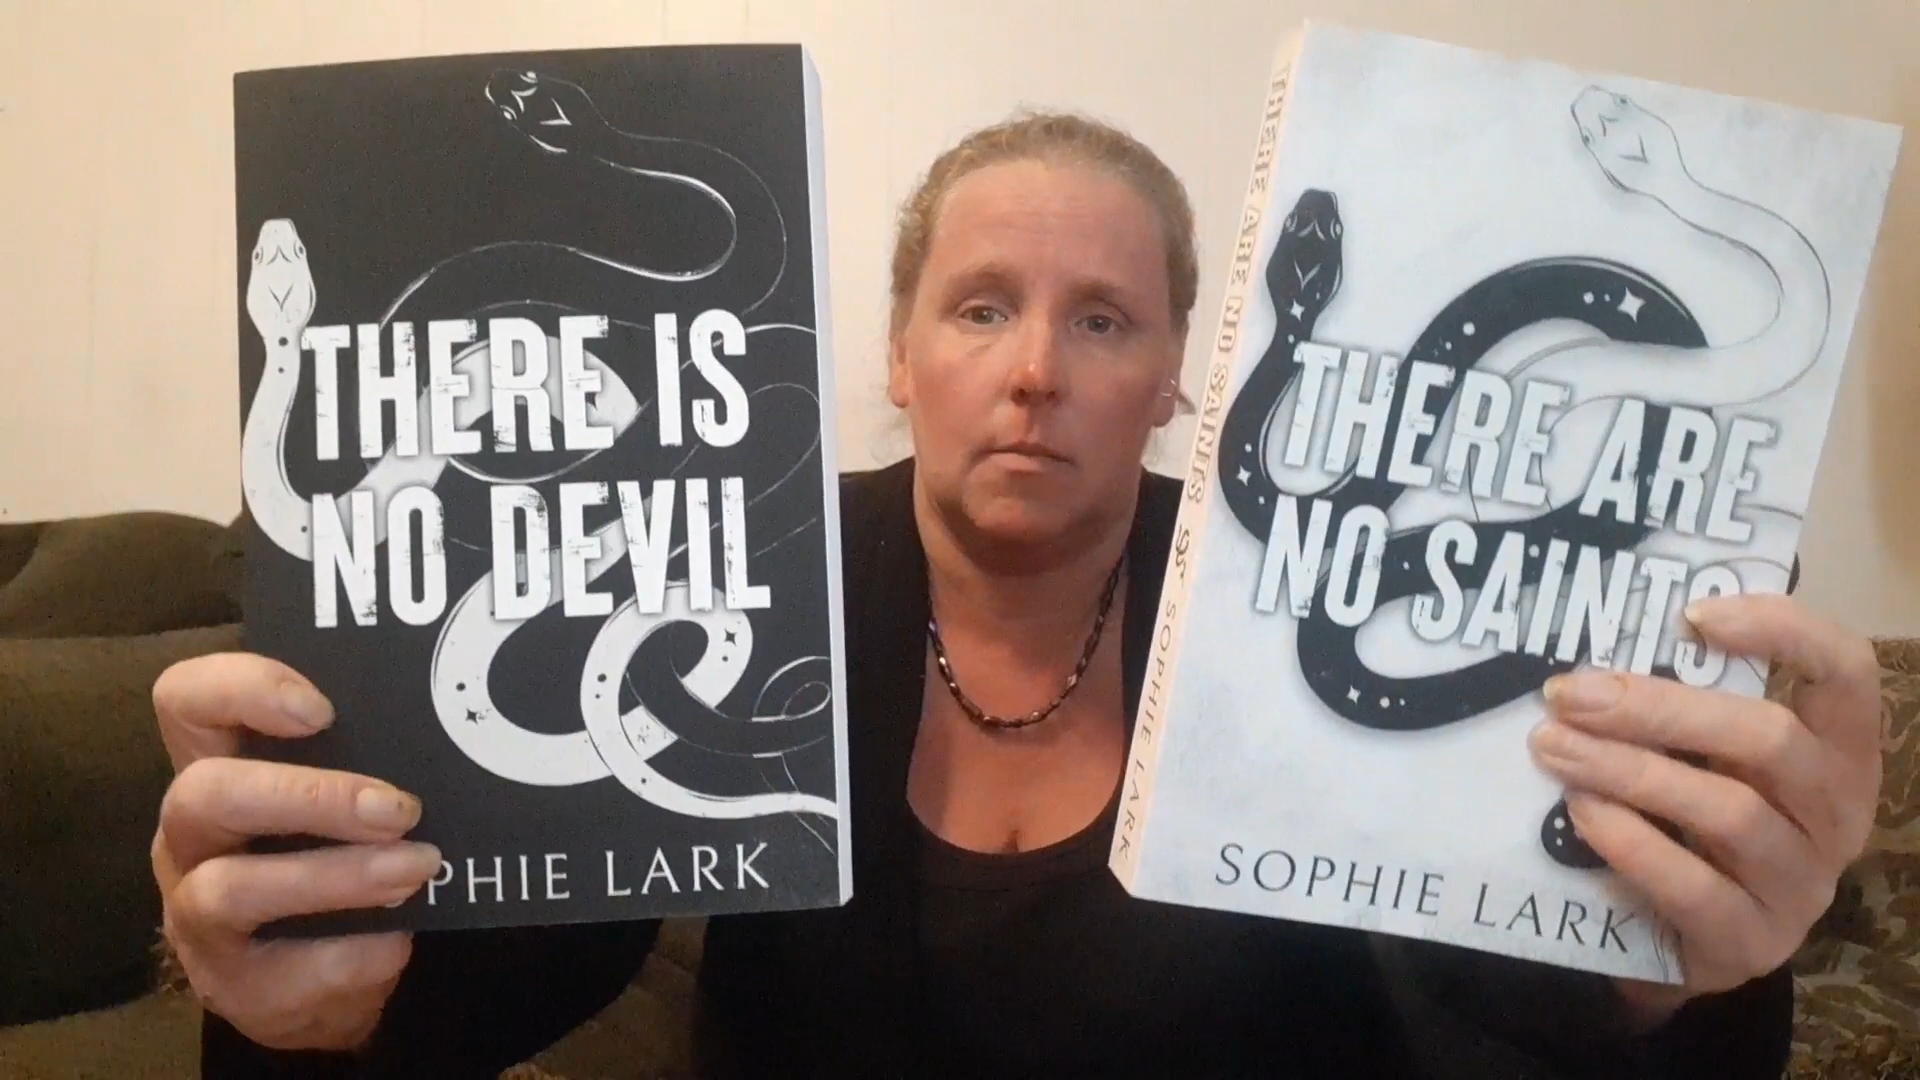 THERE IS
NO DEVIL
PHIE LARK
THERE ARE NO SAINTS SOPHIE LARK
THERE ARE
NO SAINTS
SOPHIE LARK